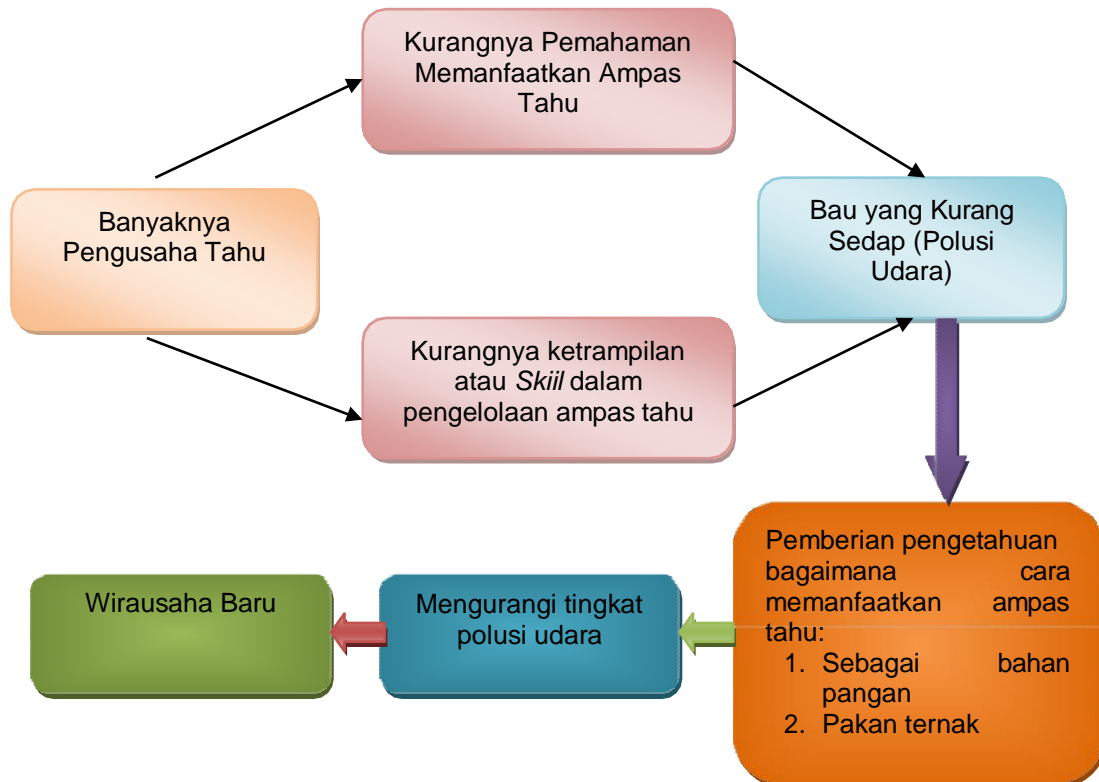 Kurangnya Pemahaman
Memanfaatkan Ampas
Tahu
Banyaknya
Pengusaha Tahu
Bau yang Kurang
Sedap (Polusi
Udara)
Kurangnya ketrampilan
atau Skiil dalam
pengelolaan ampas tahu
Pemberian pengetahuan
bagaimana cara
memanfaatkan ampas
tahu:
1. Sebagai bahan
pangan
2. Pakan ternak
Mengurangi tingkat
polusi udara
Wirausaha Baru